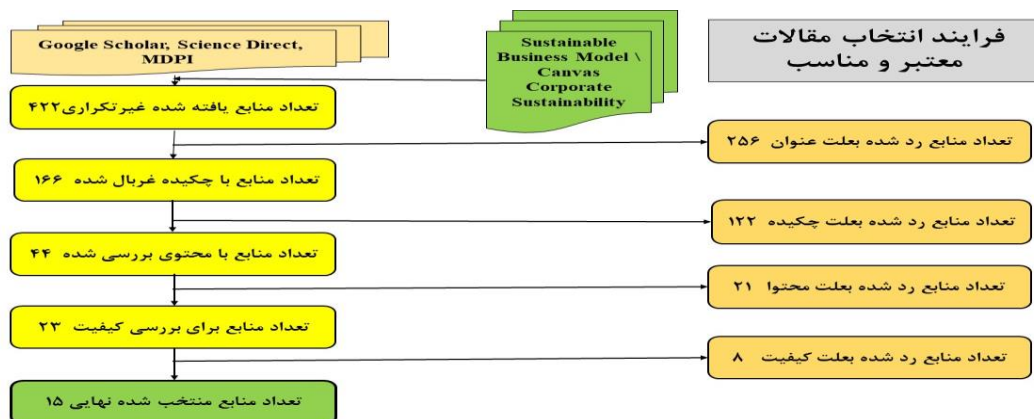 Google Scholar, Science Direct,
MDPI
Sustainable
Business Model \
Canvas
Corporate
Sustainability
فرایند انتخاب مقالات
معتبر و مناسب
تعداد منابع یافته شده غیرتکراری۴۲۲
تعداد منابع رد شده بعلت عنوان ۲۵۶
تعداد منابع با چکیده غربال شده ۱۶۶
تعداد منابع رد شده بعلت چکیده ۱۲۲
تعداد منابع با محتوی بررسی شده ۴۴
تعداد منابع رد شده بعلت محتوا ۲۱
تعداد منابع برای بررسی کیفیت ۲۳
تعداد منابع رد شده بعلت کیفیت ۸
تعداد منابع منتخب شده نهایی ۱۵